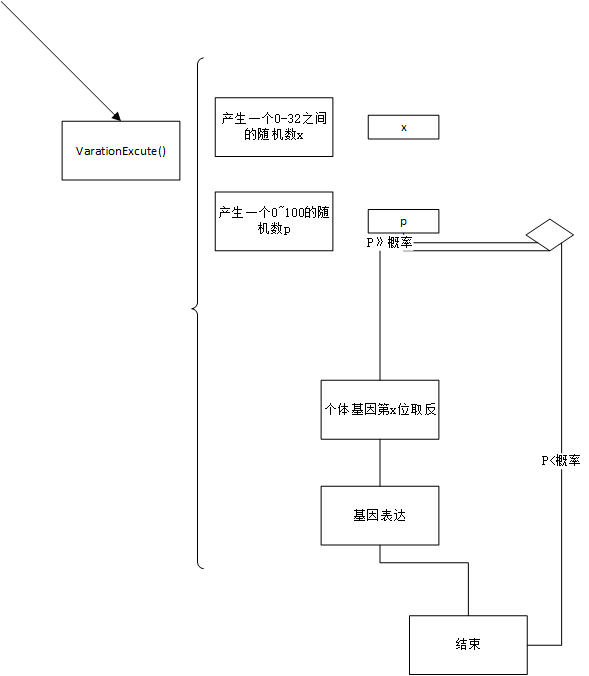 产生一个0-32之间
的随机数x
x
VarationExcute()
产生一个0~100的随
机数p
p
P》概率
个体基因第x位取反
P<概率
基因表达
结束